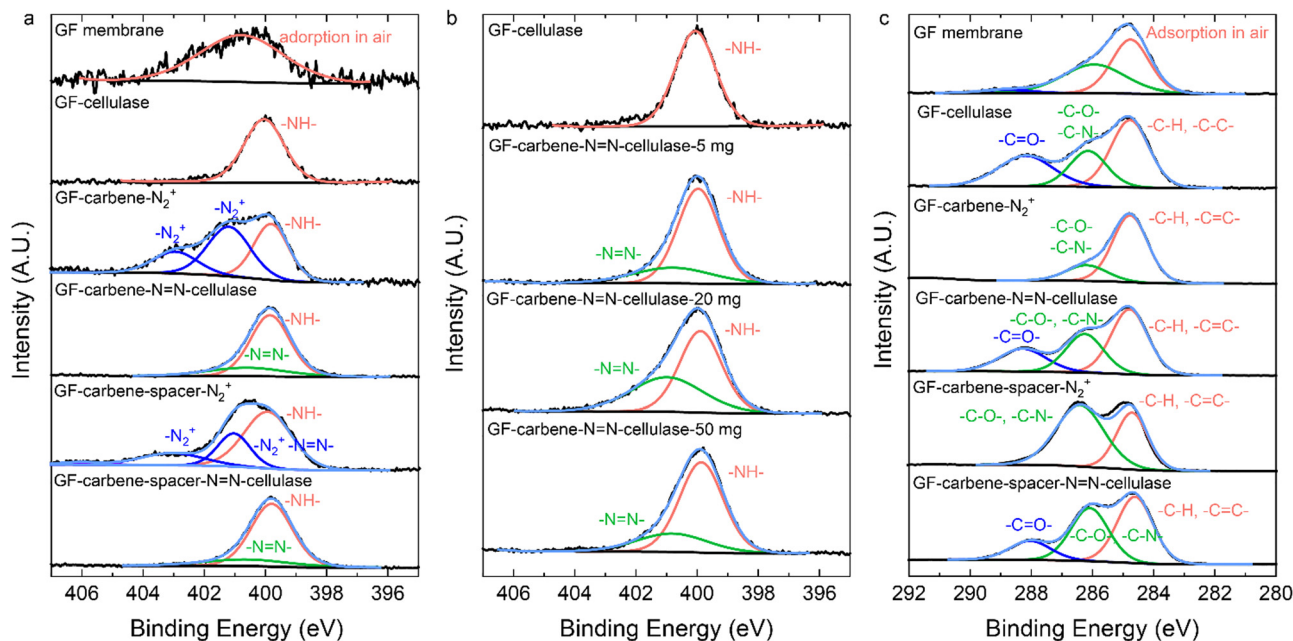 a
GF membrane
adorption in air
GF-cellulase
-NH-
GF-carbene-N₂⁺
-N₂⁺
-N₂⁺
-NH-
GF-carbene-N=N-cellulase
-NH-
-N=N-
GF-carbene-spacer-N₂⁺
-NH-
-N₂⁺
-N₂⁺
-N=N-
GF-carbene-spacer-N=N-cellulase
-NH-
-N=N-
Intensity (A.U.)
406 404 402 400 398 396
Binding Energy (eV)
b
GF-cellulase
-NH-
GF-carbene-N=N-cellulase-5 mg
-NH-
-N=N-
GF-carbene-N=N-cellulase-20 mg
-NH-
-N=N-
GF-carbene-N=N-cellulase-50 mg
-NH-
-N=N-
Intensity (A.U.)
406 404 402 400 398 396
Binding Energy (eV)
c
GF membrane
Adsorption in air
GF-cellulase
-C-O-
-C=O-
-C-N-
-C-H, -C-C-
GF-carbene-N₂⁺
-C-O-
-C-N-
-C-H, -C=C-
GF-carbene-N=N-cellulase
-C-O-, -C-N-
-C-H, -C=C-
-C=O-
GF-carbene-spacer-N₂⁺
-C-H, -C=C-
-C-O-, -C-N-
GF-carbene-spacer-N=N-cellulase
-C-H, -C=C-
-C=O-
-C-O-
-C-N-
Intensity (A.U.)
292 290 288 286 284 282 280
Binding Energy (eV)